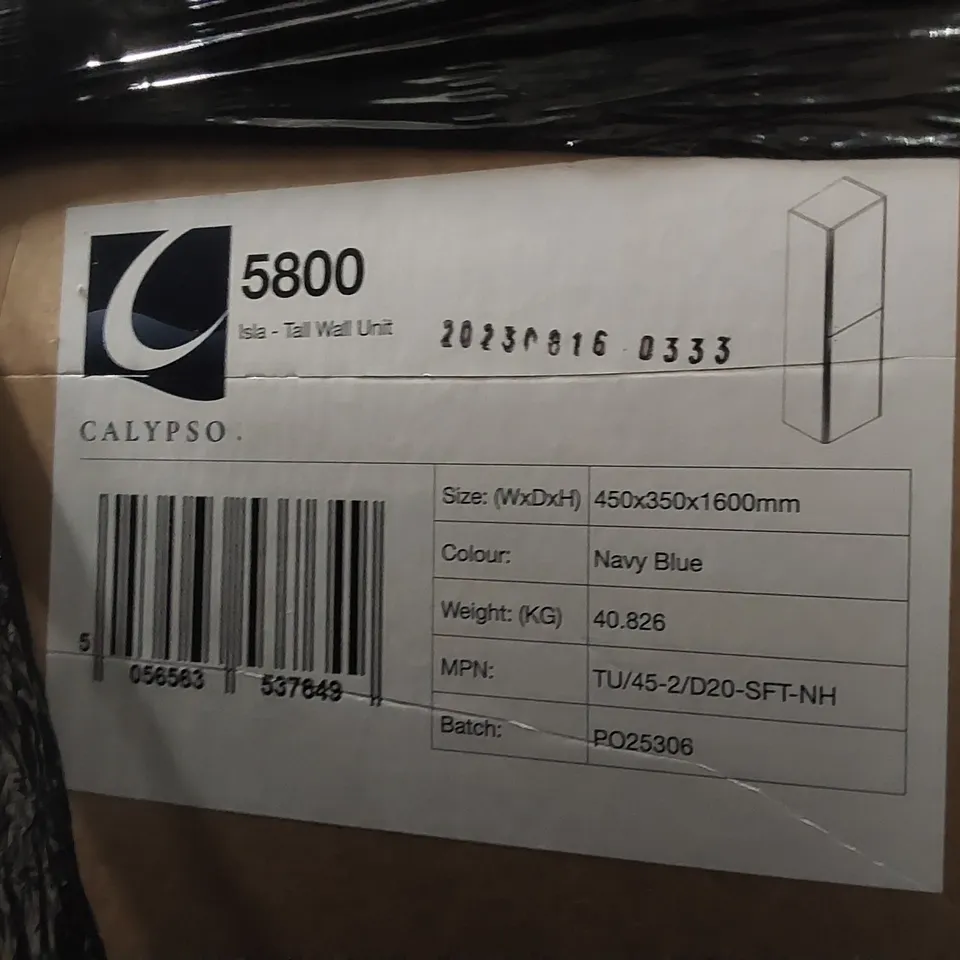 5800
Isla - Tall Wall Unit
20230816 0333
CALYPSO.
Size: (WxDxH) 450x350x1600mm
Colour: Navy Blue
Weight: (KG) 40.826
MPN: TU/45-2/D20-SFT-NH
Batch: PO25306
5 056563 537649